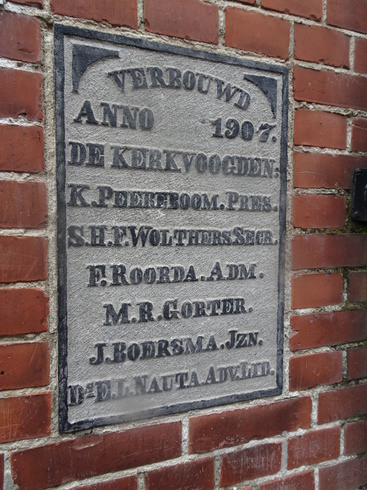 VERBOUWD
ANNO 1907.
DE KERKVOOGDEN:
K. PEEREBOOM. PRES.
S.H.F. WOLTHERS. SECR.
F. ROORDA. ADM.
M.R. GORTER.
J. BOERSMA. JZN.
DS E.L. NAUTA. ADV. LID.